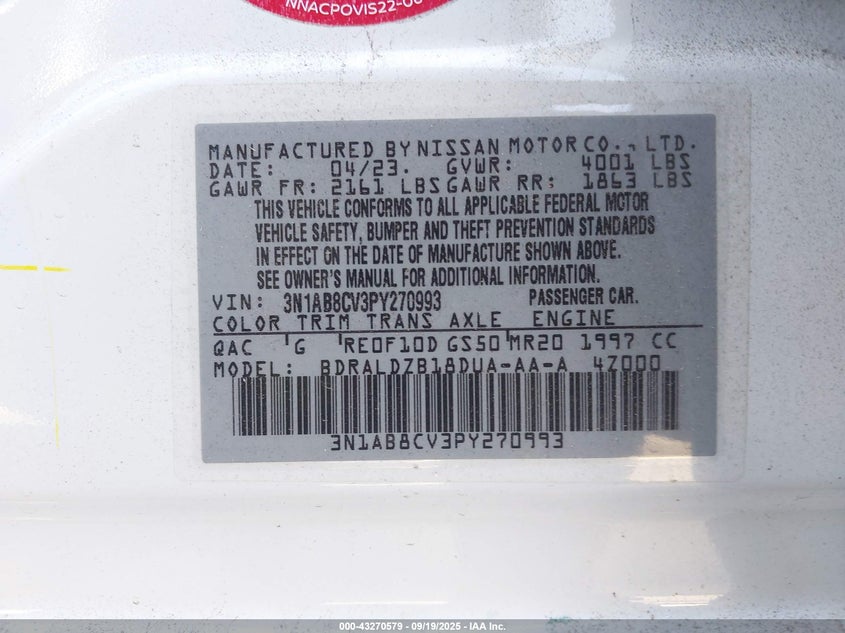 NNACPOVIS22-06
MANUFACTURED BY NISSAN MOTOR CO., LTD.
DATE: 04/23. GVWR: 4001 LBS
GAWR FR: 2161 LBS GAWR RR: 1863 LBS
THIS VEHICLE CONFORMS TO ALL APPLICABLE FEDERAL MOTOR
VEHICLE SAFETY, BUMPER AND THEFT PREVENTION STANDARDS
IN EFFECT ON THE DATE OF MANUFACTURE SHOWN ABOVE.
SEE OWNER'S MANUAL FOR ADDITIONAL INFORMATION.
VIN: 3N1AB8CV3PY270993 PASSENGER CAR.
COLOR TRIM TRANS AXLE ENGINE
QAC G RE0F10D GS50 MR20 1997 CC
MODEL: BDRALDZB18DUA-AA-A 4Z000
3N1AB8CV3PY270993
000-43270579 - 09/19/2025 - IAA Inc.